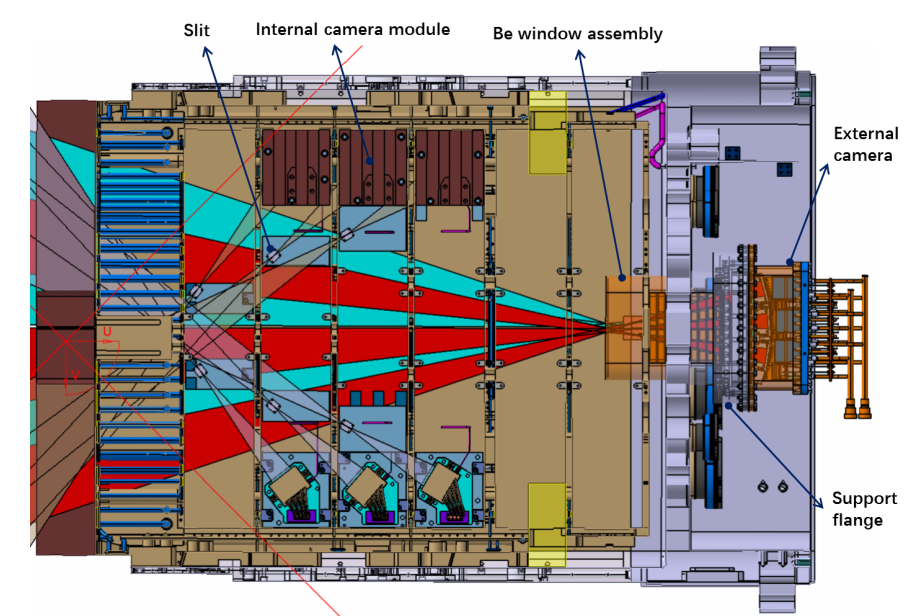 Slit
Internal camera module
Be window assembly
External
camera
U
V
Support
flange